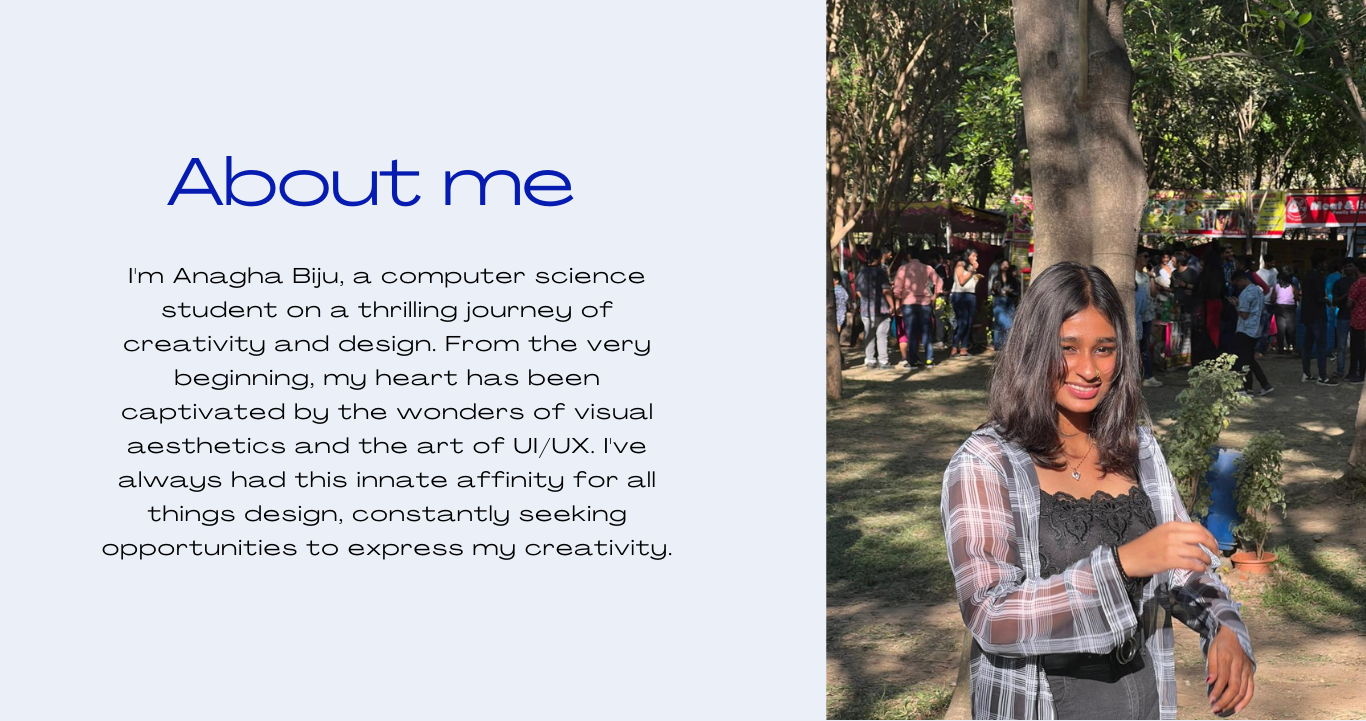 About me
I'm Anagha Biju, a computer science
student on a thrilling journey of
creativity and design. From the very
beginning, my heart has been
captivated by the wonders of visual
aesthetics and the art of UI/UX. I've
always had this innate affinity for all
things design, constantly seeking
opportunities to express my creativity.